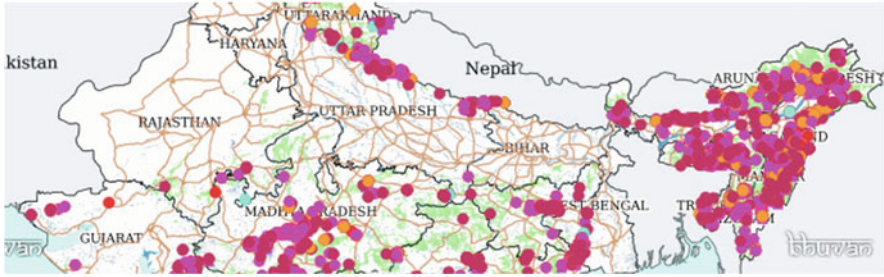 UTTARAKHAND
HARYANA
kistan
Nepal
RAJASTHAN
UTTAR PRADESH
BIHAR
MADHYA PRADESH
EST BENGAL
GUJARAT
bhuvan